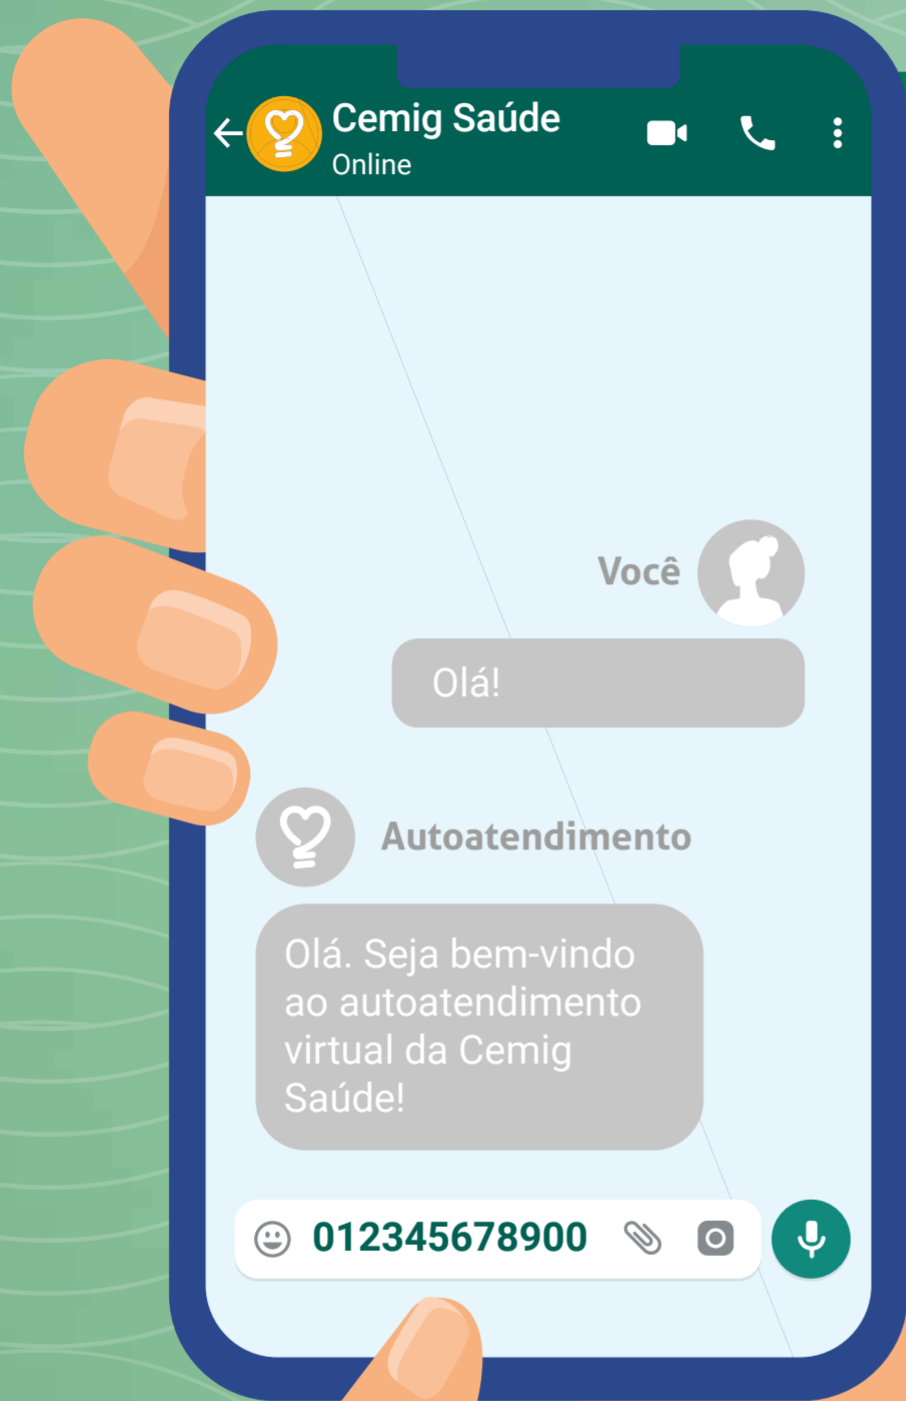 Cemig Saúde
Online
Você
Olá!
Autoatendimento
Olá. Seja bem-vindo
ao autoatendimento
virtual da Cemig
Saúde!
012345678900